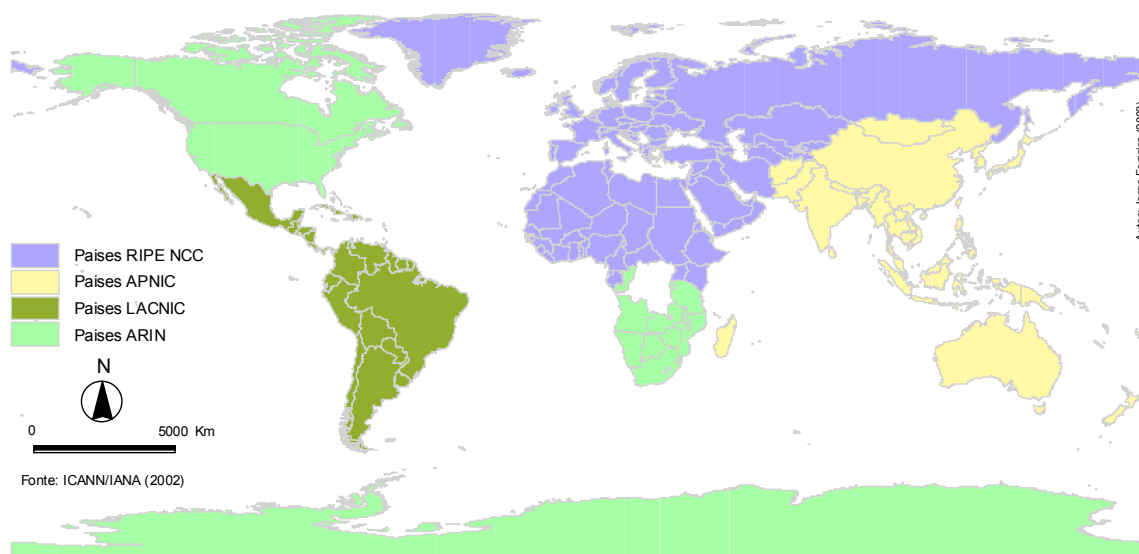 Paises RIPE NCC
Paises APNIC
Paises LACNIC
Paises ARIN
N
0 5000 Km
Fonte: ICANN/IANA (2002)